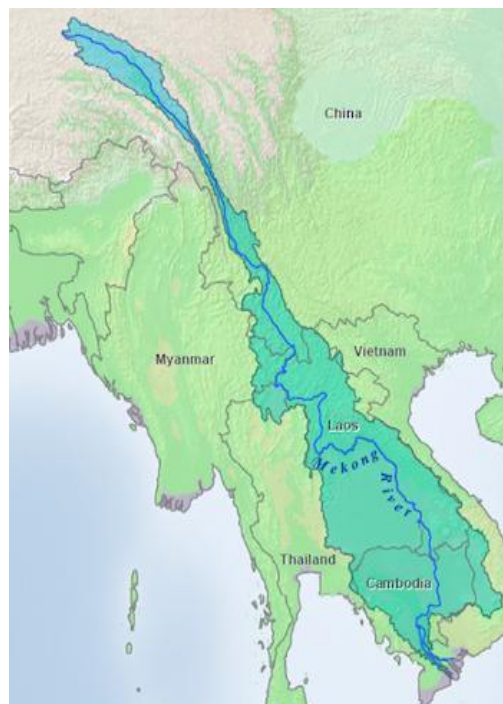 China
Myanmar
Vietnam
Laos
Mekong
River
Thailand
Cambodia